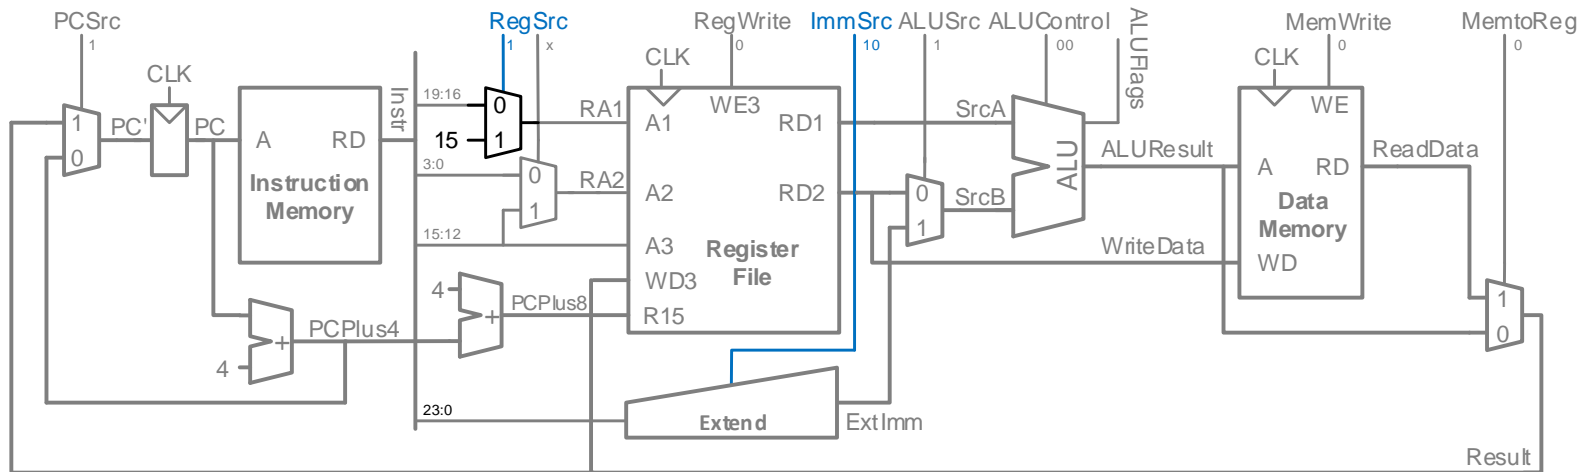 PCSrc
1
RegSrc
1
x
RegWrite
0
ImmSrc
10
ALUSrc
1
ALUControl
00
ALUFlags
MemWrite
0
MemtoReg
0
CLK
CLK
CLK
1
0
PC'
PC
A
RD
Instruction
Memory
Instr
19:16
15
0
1
RA1
3:0
0
1
RA2
15:12
A1
A2
A3
WD3
R15
WE3
RD1
RD2
Register
File
SrcA
0
1
SrcB
ALU
ALUResult
WriteData
A
RD
Data
Memory
WD
WE
ReadData
1
0
4
+
PCPlus4
4
+
PCPlus8
23:0
Extend
ExtImm
Result